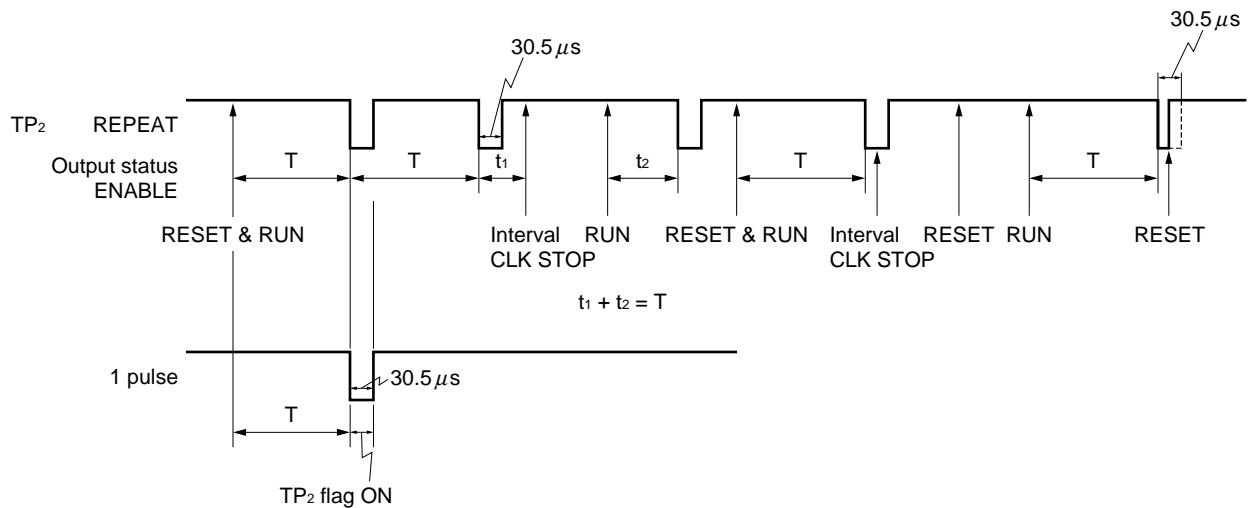 30.5 μs
30.5 μs
TP2 REPEAT
Output status
ENABLE
T
T
t1
t2
T
T
RESET & RUN
Interval
CLK STOP
RUN
RESET & RUN
Interval
CLK STOP
RESET
RUN
RESET
t1 + t2 = T
1 pulse
30.5 μs
T
TP2 flag ON